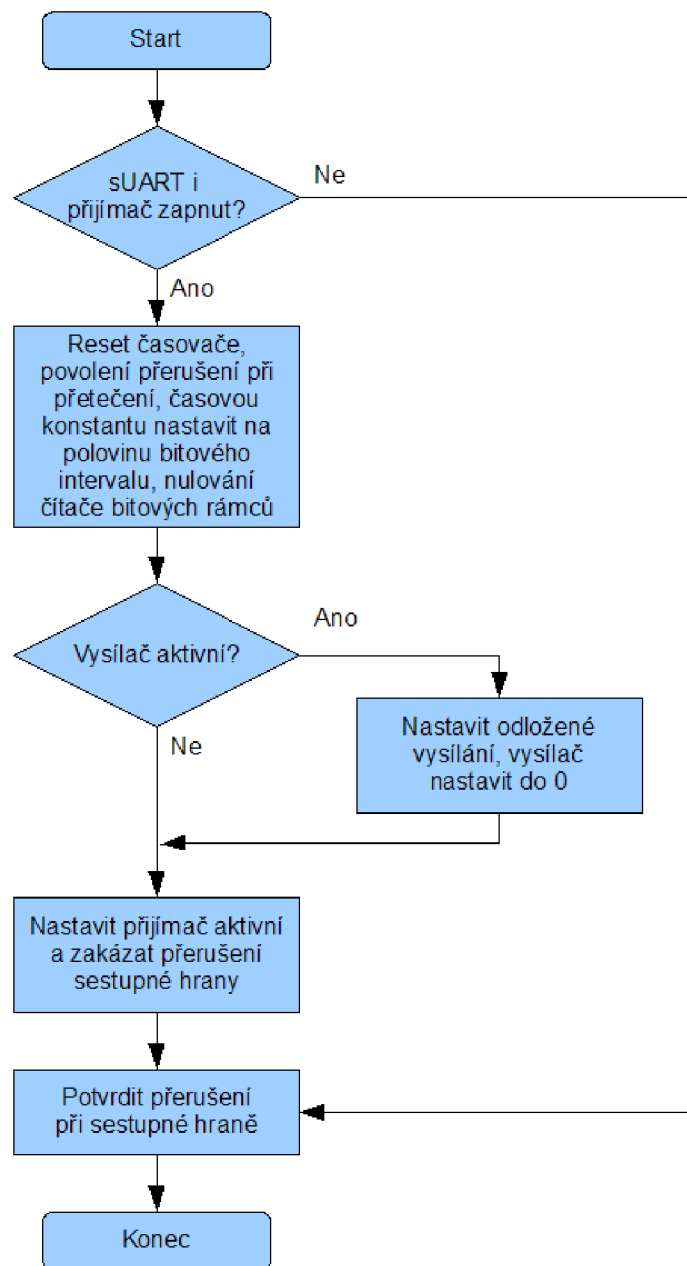 Start
sUART i
přijímač zapnut?
Ne
Ano
Reset časovače,
povolení přerušení při
přetečení, časovou
konstantu nastavit na
polovinu bitového
intervalu, nulování
čítače bitových rámců
Vysílač aktivní?
Ano
Nastavit odložené
vysílání, vysílač
nastavit do 0
Ne
Nastavit přijímač aktivní
a zakázat přerušení
sestupné hrany
Potvrdit přerušení
při sestupné hraně
Konec